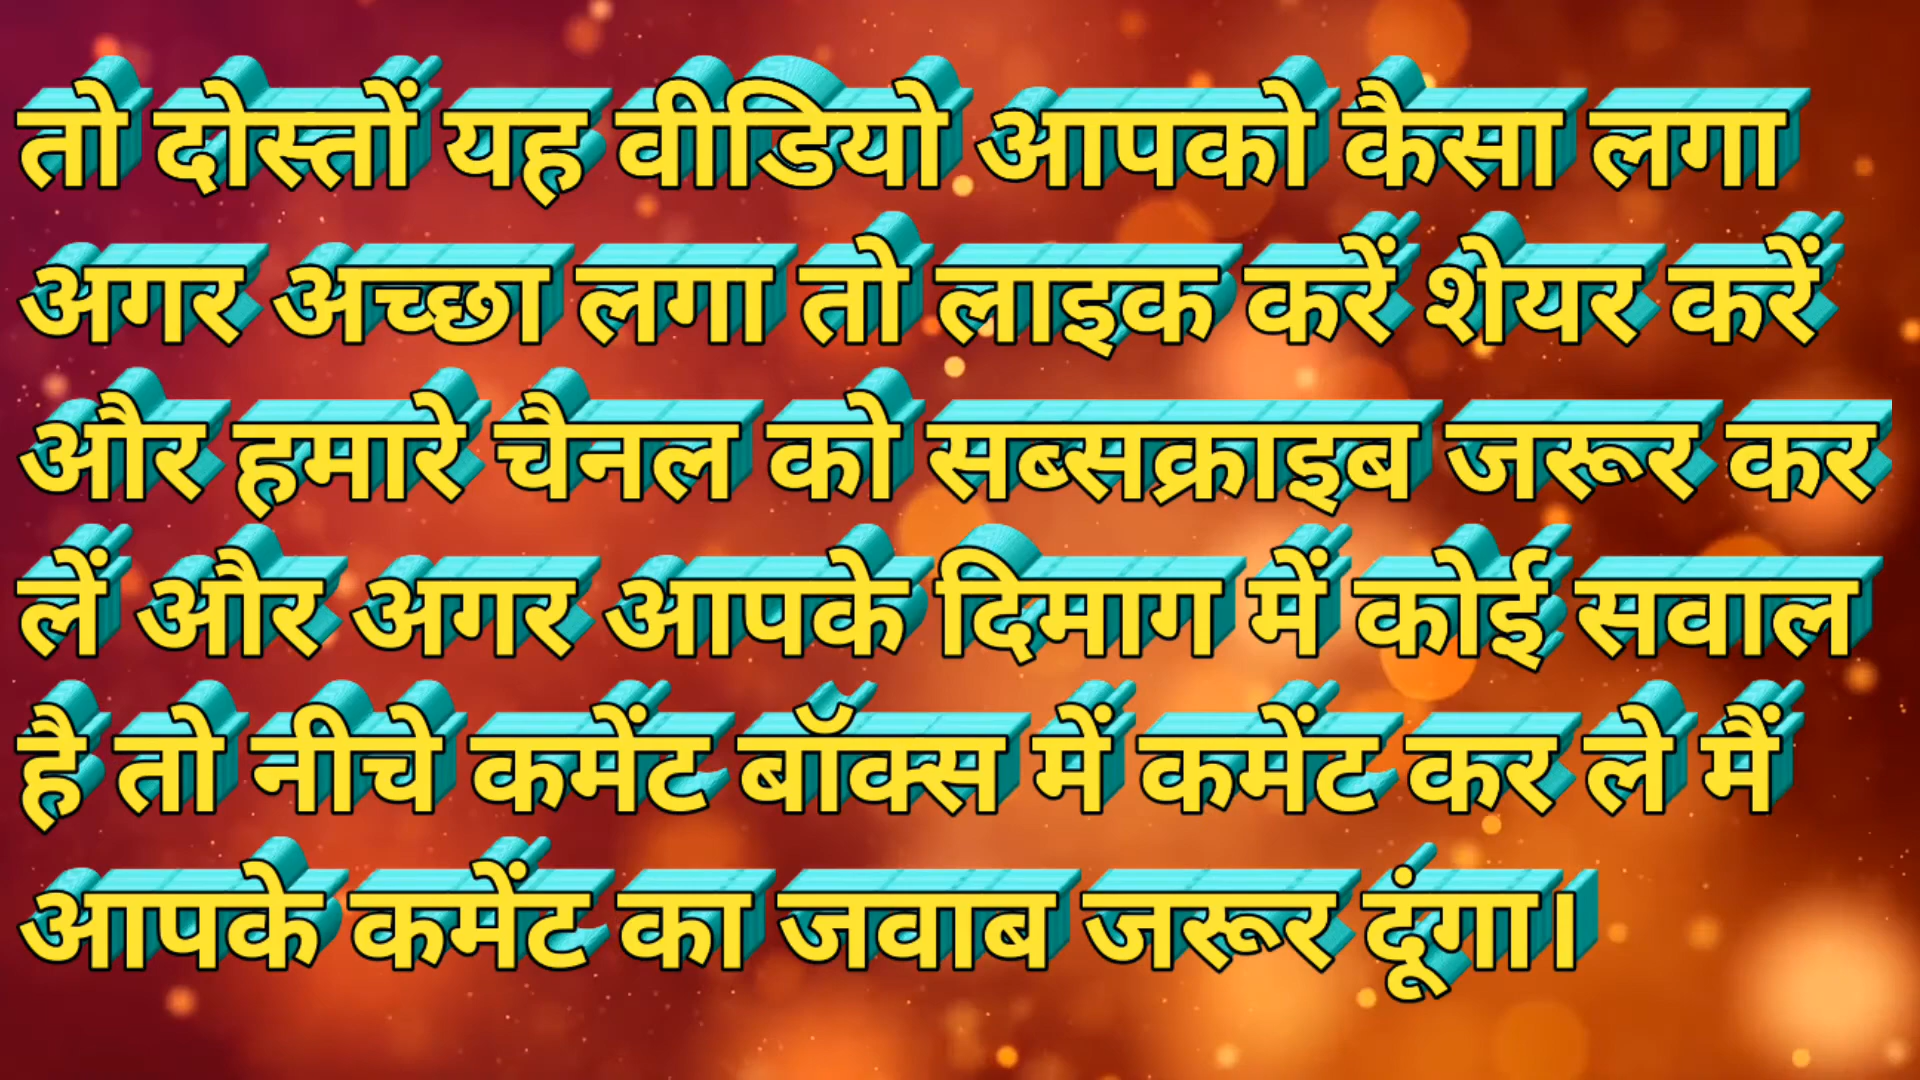 तो दोस्तों यह वीडियो आपको कैसा लगा
अगर अच्छा लगा तो लाइक करें शेयर करें
और हमारे चैनल को सब्सक्राइब जरूर कर
लें और अगर आपके दिमाग में कोई सवाल
है तो नीचे कमेंट बॉक्स में कमेंट कर ले मैं
आपके कमेंट का जवाब जरूर दूंगा।